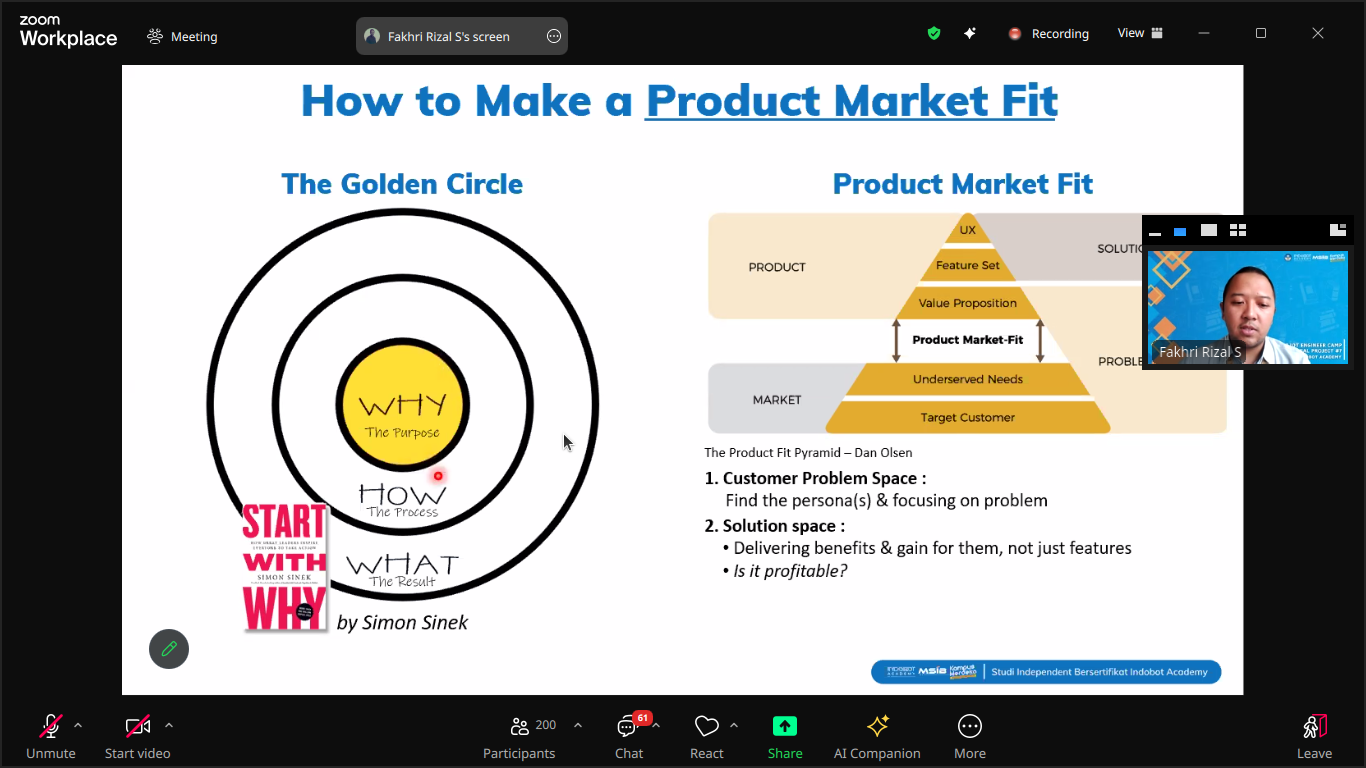 zoom
Workplace
Meeting
Fakhri Rizal S's screen
Recording
View
How to Make a Product Market Fit
The Golden Circle
WHY
The Purpose
HOW
The Process
WHAT
The Result
START
WITH
SIMON SINEK
WHY
by Simon Sinek
Product Market Fit
PRODUCT
UX
SOLUTIO
Feature Set
Value Proposition
Product Market-Fit
PROBLE
MARKET
Underserved Needs
Target Customer
Fakhri Rizal S
The Product Fit Pyramid – Dan Olsen
1. Customer Problem Space :
Find the persona(s) & focusing on problem
2. Solution space :
• Delivering benefits & gain for them, not just features
• Is it profitable?
INDOBOT ACADEMY MSIB Kampus Merdeka Studi Independent Bersertifikat Indobot Academy
Unmute
Start video
Participants
200
Chat
61
React
Share
AI Companion
More
Leave